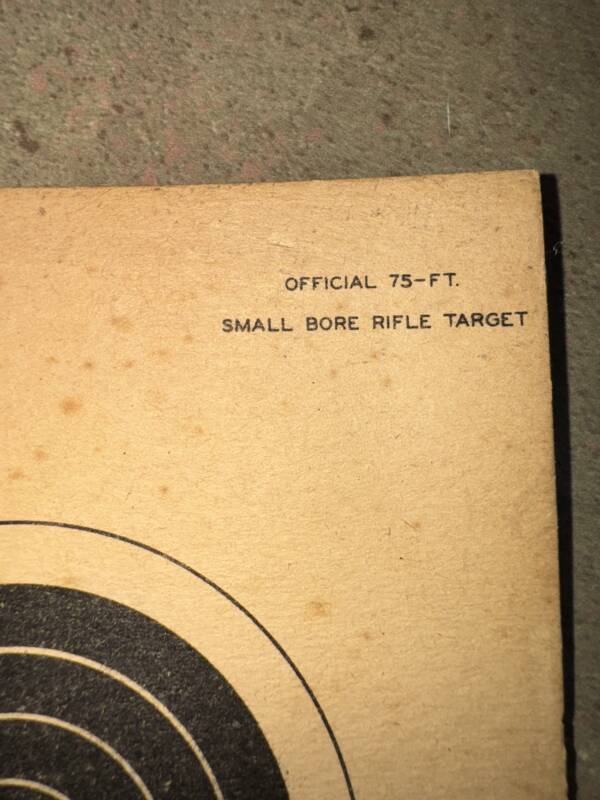 OFFICIAL 75-FT.
SMALL BORE RIFLE TARGET